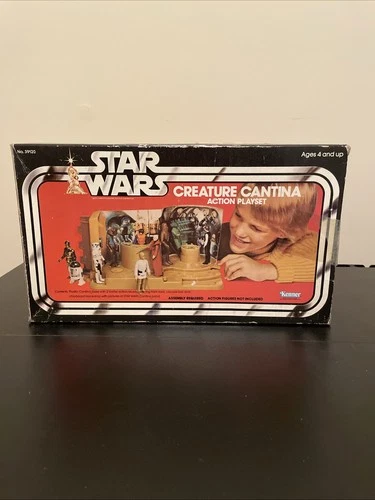 No. 39120
Ages 4 and up
STAR
WARS
CREATURE CANTINA
ACTION PLAYSET
ASSEMBLY REQUIRED. ACTION FIGURES NOT INCLUDED.
Kenner